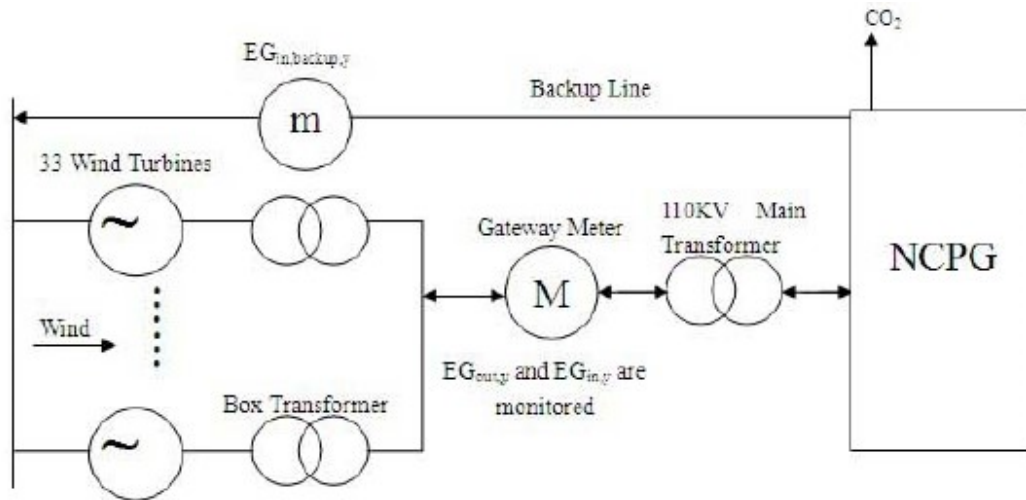 CO₂
EG_in,backup,y
Backup Line
m
33 Wind Turbines
~
110KV Main
Transformer
Gateway Meter
M
NCPG
Wind
EG_out,y and EG_in,y are
monitored
Box Transformer
~